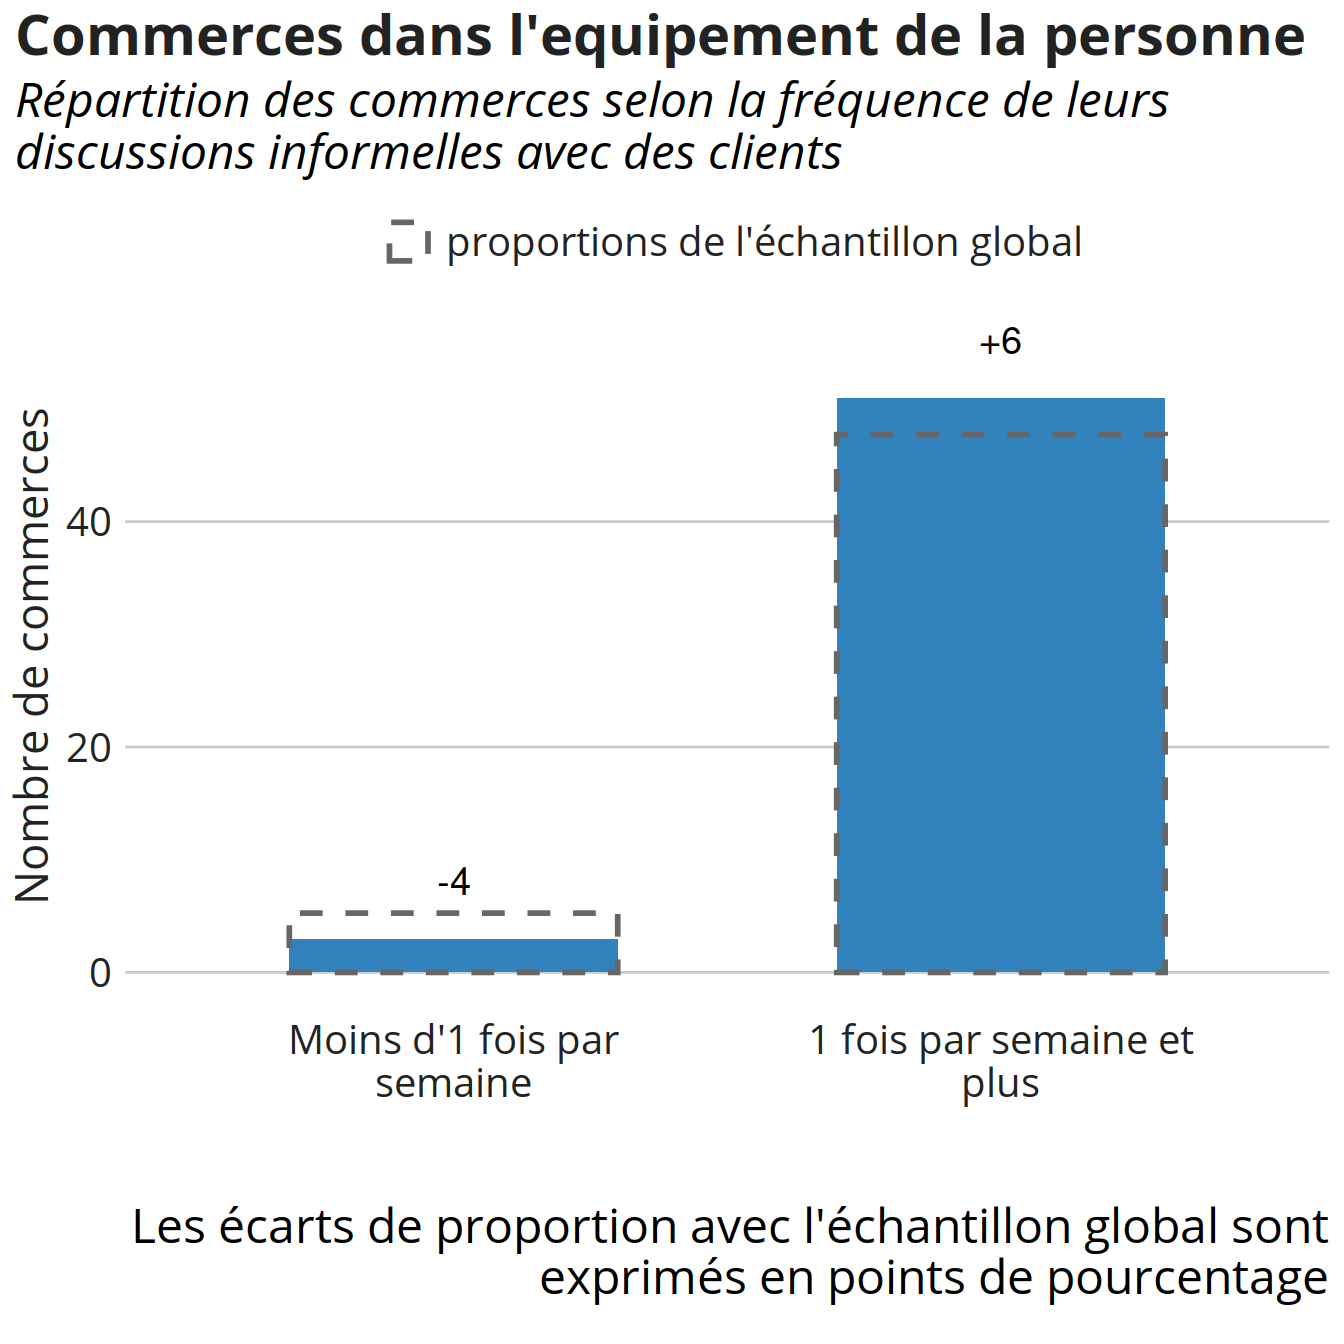 Commerces dans l'equipement de la personne
Répartition des commerces selon la fréquence de leurs
discussions informelles avec des clients
proportions de l'échantillon global
+6
Nombre de commerces
40
20
-4
0
Moins d'1 fois par
semaine
1 fois par semaine et
plus
Les écarts de proportion avec l'échantillon global sont
exprimés en points de pourcentage